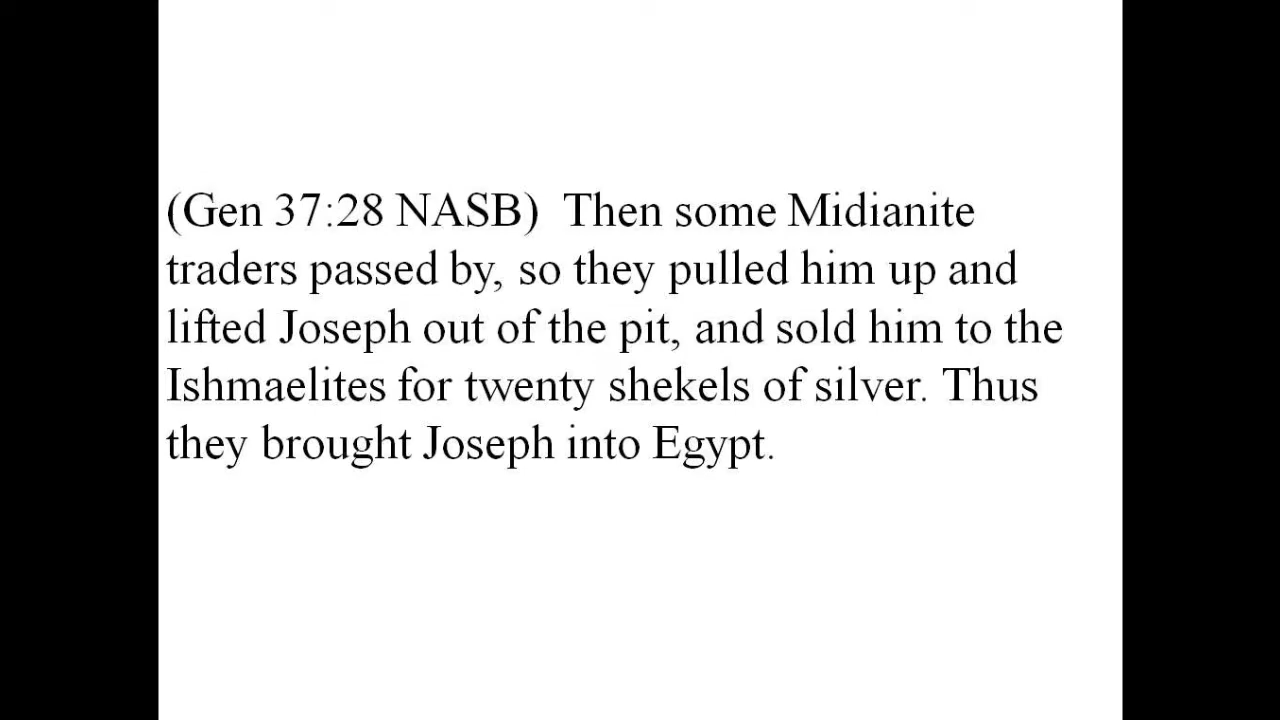 (Gen 37:28 NASB)  Then some Midianite
traders passed by, so they pulled him up and
lifted Joseph out of the pit, and sold him to the
Ishmaelites for twenty shekels of silver. Thus
they brought Joseph into Egypt.